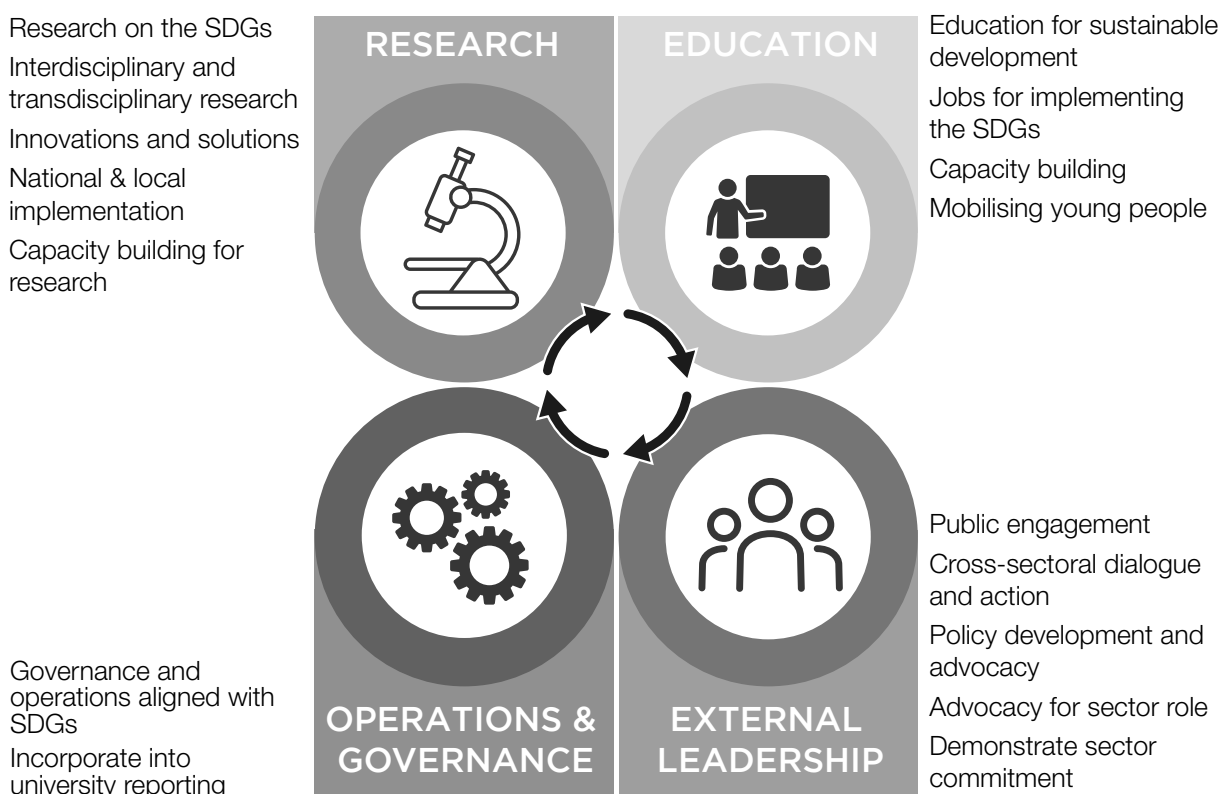 Research on the SDGs
Interdisciplinary and
transdisciplinary research
Innovations and solutions
National & local
implementation
Capacity building for
research
RESEARCH
EDUCATION
Education for sustainable
development
Jobs for implementing
the SDGs
Capacity building
Mobilising young people
Governance and
operations aligned with
SDGs
Incorporate into
university reporting
OPERATIONS &
GOVERNANCE
EXTERNAL
LEADERSHIP
Public engagement
Cross-sectoral dialogue
and action
Policy development and
advocacy
Advocacy for sector role
Demonstrate sector
commitment